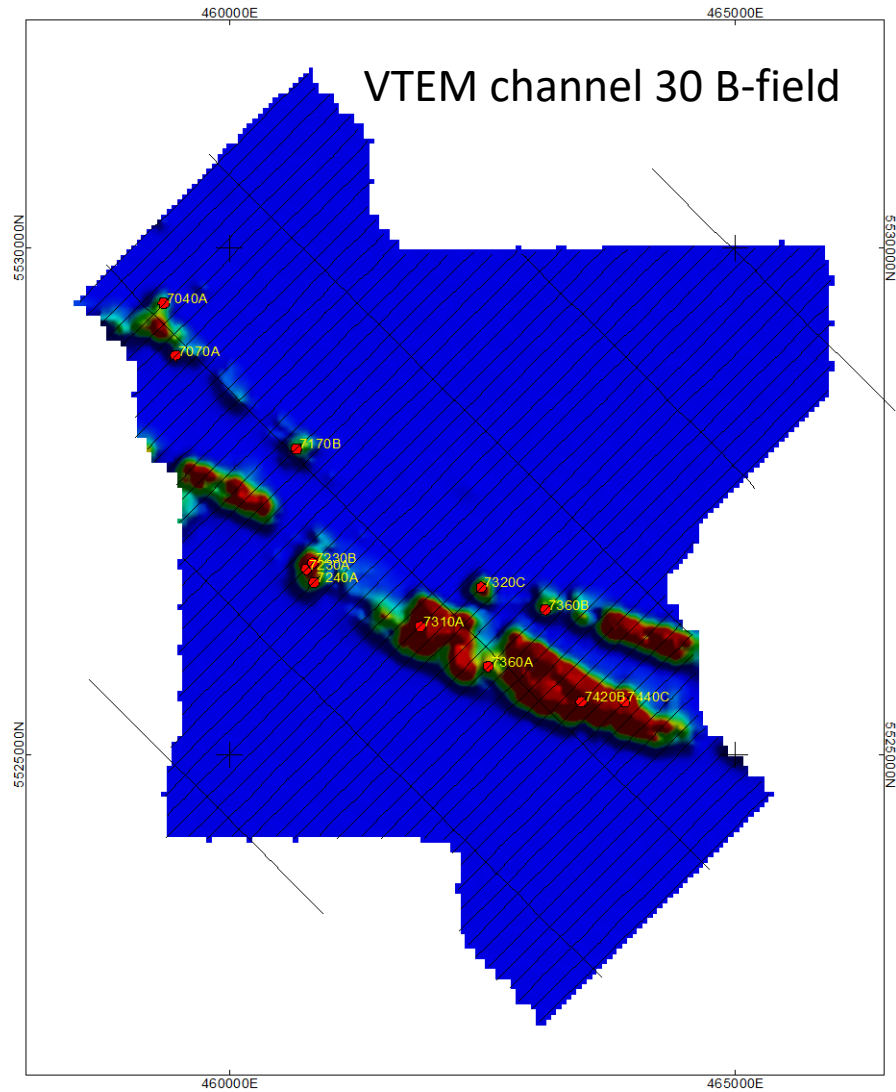 460000E
465000E
VTEM channel 30 B-field
5530000N
5530000N
7040A
7070A
7170B
7230B
7230A
7240A
7320C
7360B
7310A
7360A
7420B
7440C
5525000N
5525000N
460000E
465000E